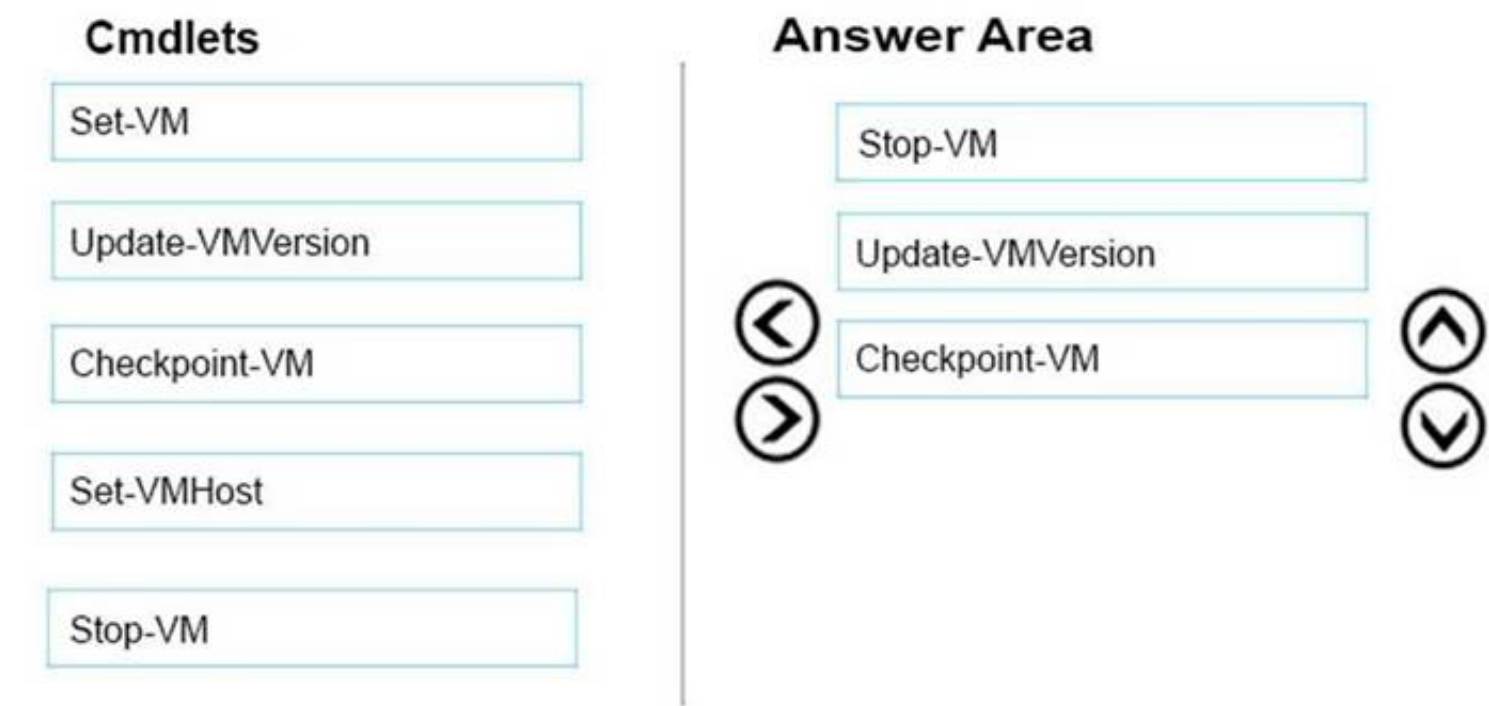 Cmdlets
Set-VM
Update-VMVersion
Checkpoint-VM
Set-VMHost
Stop-VM
Answer Area
Stop-VM
Update-VMVersion
Checkpoint-VM